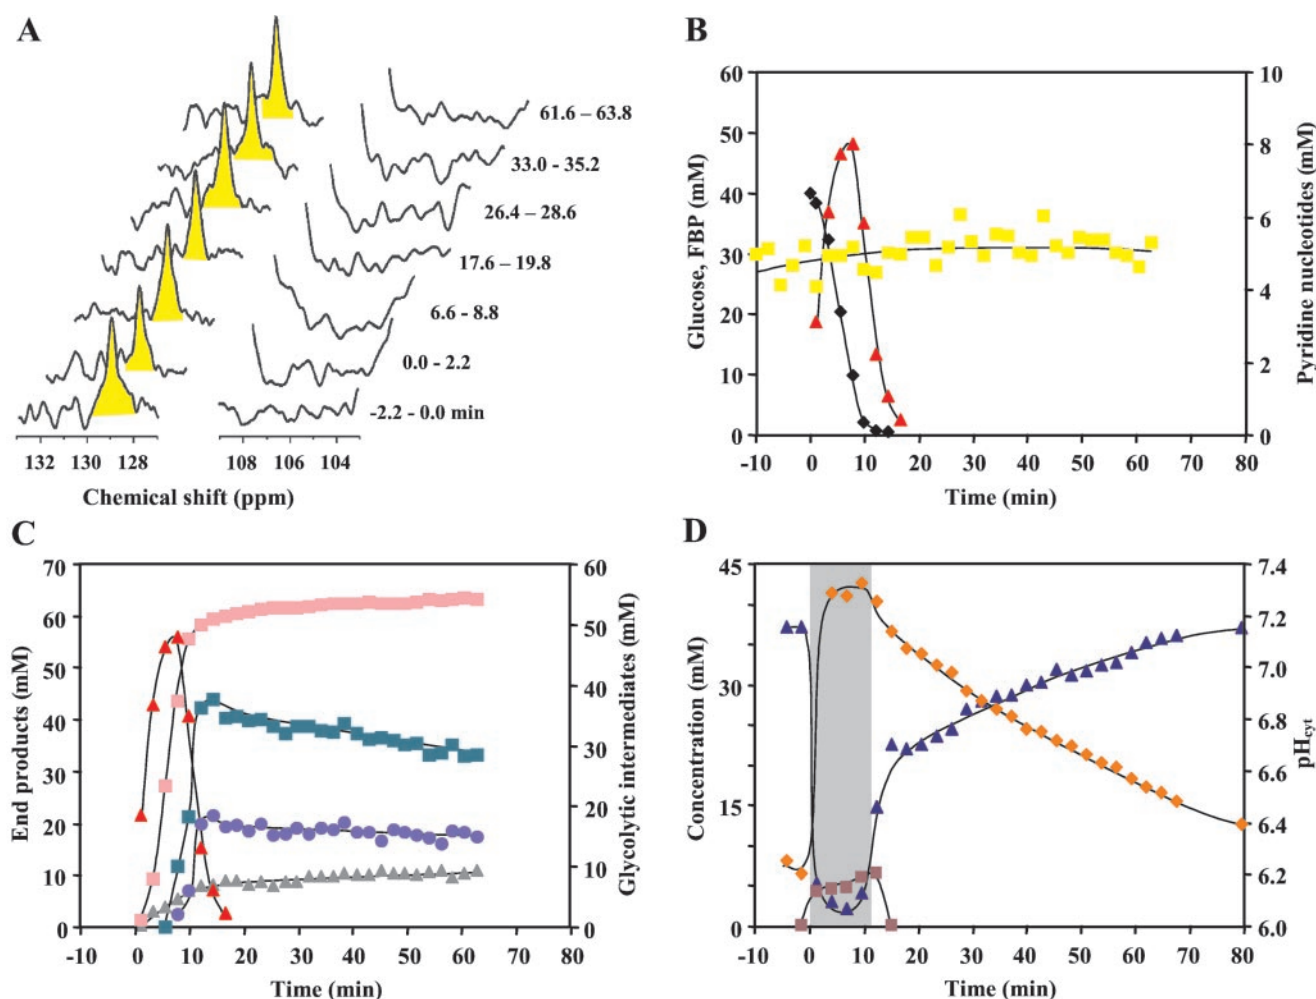 A
61.6 – 63.8
33.0 - 35.2
26.4 – 28.6
17.6 – 19.8
6.6 – 8.8
0.0 - 2.2
-2.2 - 0.0 min
132 130 128 108 106 104
Chemical shift (ppm)
B
Glucose, FBP (mM)
60
50
40
30
20
10
0
Pyridine nucleotides (mM)
10
8
6
4
2
0
-10 0 10 20 30 40 50 60 70 80
Time (min)
C
End products (mM)
70
60
50
40
30
20
10
0
Glycolytic intermediates (mM)
60
50
40
30
20
10
0
-10 0 10 20 30 40 50 60 70 80
Time (min)
D
Concentration (mM)
45
30
15
0
pHcyt
7.4
7.2
7.0
6.8
6.6
6.4
6.2
6.0
-10 0 10 20 30 40 50 60 70 80
Time (min)